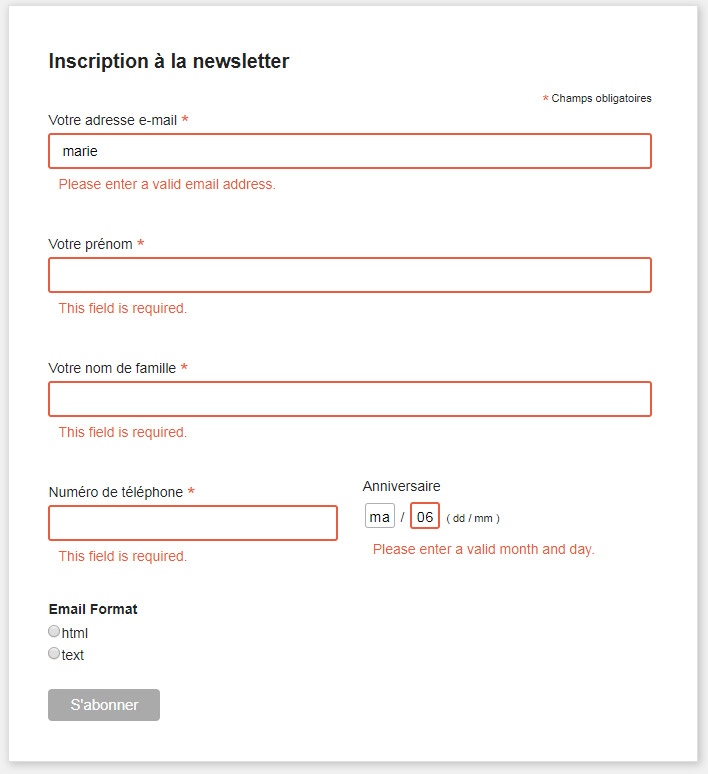 Inscription à la newsletter
* Champs obligatoires
Votre adresse e-mail *
marie
Please enter a valid email address.
Votre prénom *
This field is required.
Votre nom de famille *
This field is required.
Numéro de téléphone *
This field is required.
Anniversaire
ma / 06 ( dd / mm )
Please enter a valid month and day.
Email Format
html
text
S'abonner